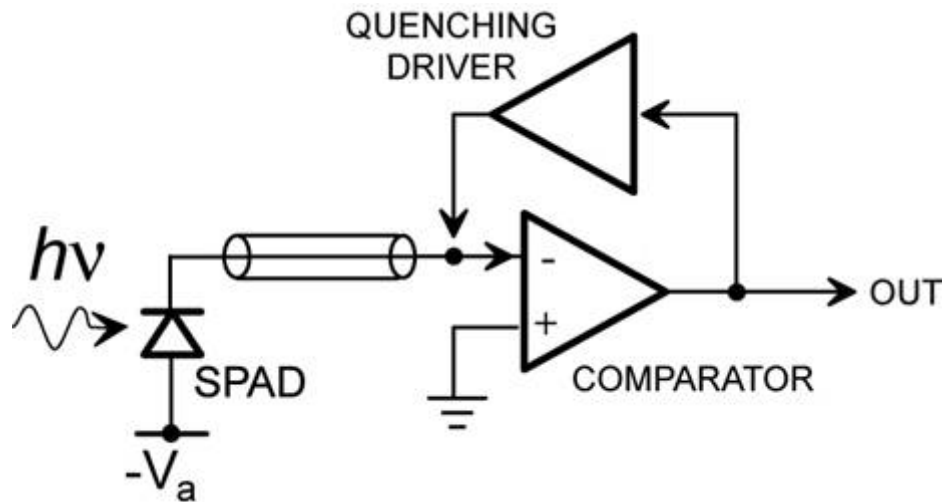 QUENCHING
DRIVER
hν
-
+
OUT
SPAD
COMPARATOR
-Va